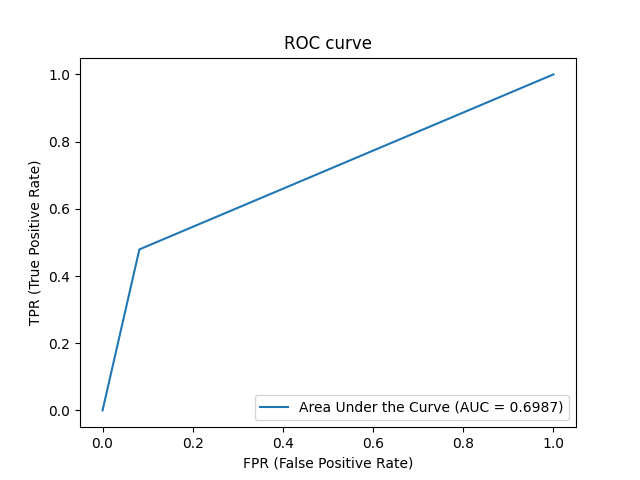 ROC curve
TPR (True Positive Rate)
1.0
0.8
0.6
0.4
0.2
0.0
Area Under the Curve (AUC = 0.6987)
0.0 0.2 0.4 0.6 0.8 1.0
FPR (False Positive Rate)